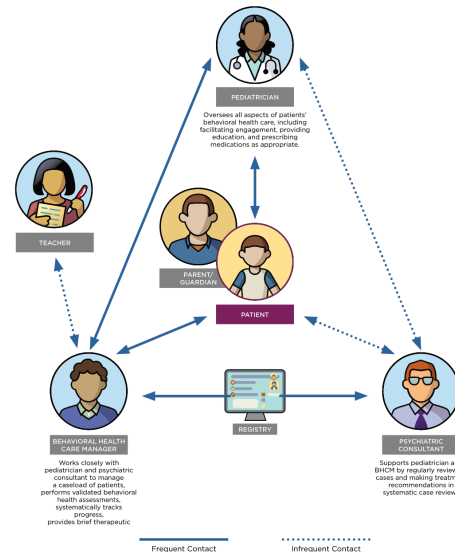 PEDIATRICIAN
Oversees all aspects of patients'
behavioral health care, including
facilitating engagement, providing
education, and prescribing
medications as appropriate.
TEACHER
PARENT/
GUARDIAN
PATIENT
REGISTRY
BEHAVIORAL HEALTH
CARE MANAGER
Works closely with
pediatrician and psychiatric
consultant to manage
a caseload of patients,
performs validated behavioral
health assessments,
systematically tracks
progress,
provides brief therapeutic
PSYCHIATRIC
CONSULTANT
Supports pediatrician a
BHCM by regularly review
cases and making treatm
recommendations in
systematic case review
Frequent Contact
Infrequent Contact